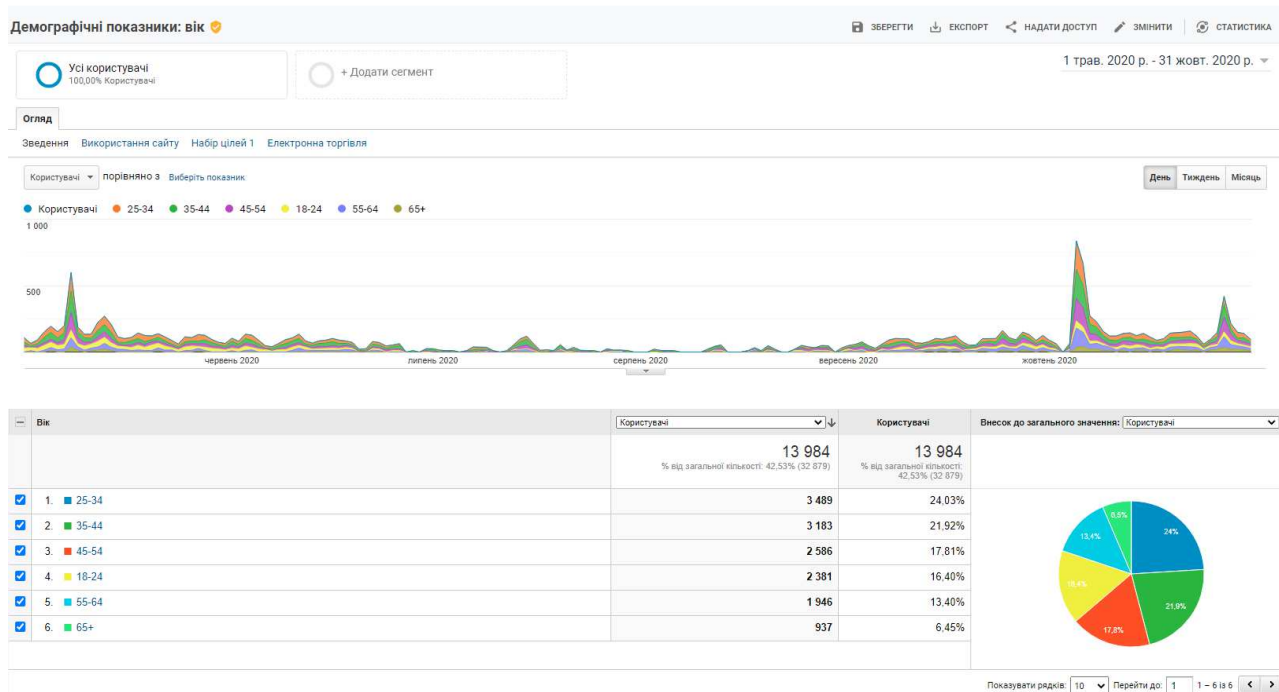 Демографічні показники: вік
ЗБЕРЕГТИ ЕКСПОРТ НАДАТИ ДОСТУП ЗМІНИТИ СТАТИСТИКА
Усі користувачі
100,00% Користувачі
+ Додати сегмент
1 трав. 2020 р. - 31 жовт. 2020 р.
Огляд
Зведення Використання сайту Набір цілей 1 Електронна торгівля
Користувачі порівняно з Виберіть показник
День Тиждень Місяць
Користувачі 25-34 35-44 45-54 18-24 55-64 65+
1 000
500
червень 2020 липень 2020 серпень 2020 вересень 2020 жовтень 2020
Вік Користувачі Користувачі Внесок до загального значення: Користувачі
13 984 13 984
% від загальної кількості: 42,53% (32 879) % від загальної кількості:
42,53% (32 879)
1. 25-34 3 489 24,03%
2. 35-44 3 183 21,92%
3. 45-54 2 586 17,81%
4. 18-24 2 381 16,40%
5. 55-64 1 946 13,40%
6. 65+ 937 6,45%
24%
13,4%
21,9%
17,8%
Показувати рядків: 10 Перейти до: 1 1 – 6 із 6